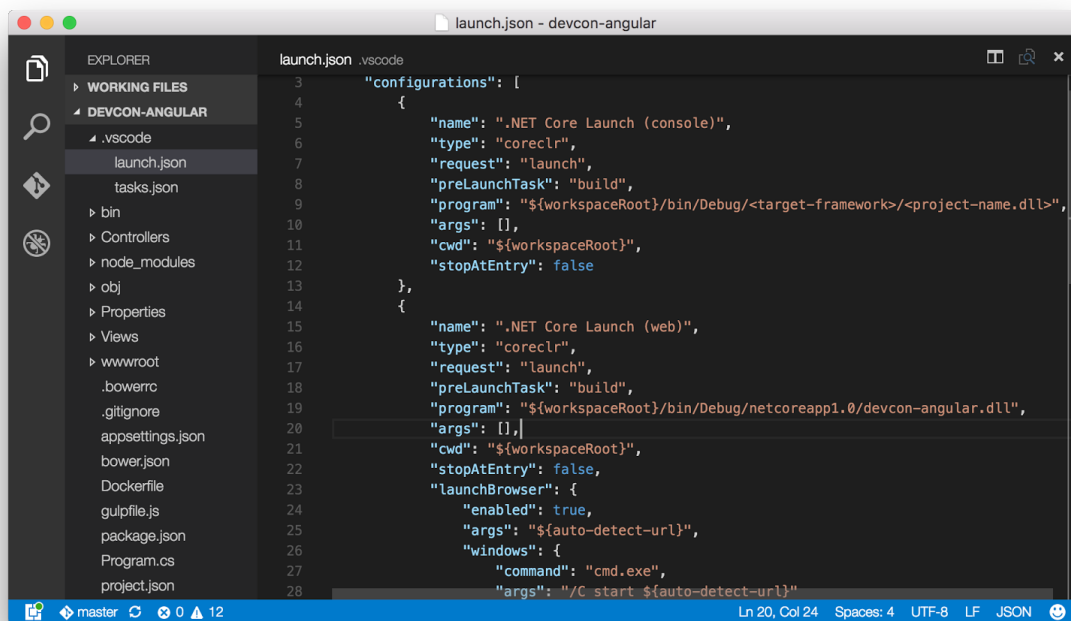 launch.json - devcon-angular
EXPLORER
WORKING FILES
DEVCON-ANGULAR
.vscode
launch.json
tasks.json
bin
Controllers
node_modules
obj
Properties
Views
wwwroot
.bowerrc
.gitignore
appsettings.json
bower.json
Dockerfile
gulpfile.js
package.json
Program.cs
project.json
launch.json .vscode
3 "configurations": [
4 {
5 "name": ".NET Core Launch (console)",
6 "type": "coreclr",
7 "request": "launch",
8 "preLaunchTask": "build",
9 "program": "${workspaceRoot}/bin/Debug/<target-framework>/<project-name.dll>",
10 "args": [],
11 "cwd": "${workspaceRoot}",
12 "stopAtEntry": false
13 },
14 {
15 "name": ".NET Core Launch (web)",
16 "type": "coreclr",
17 "request": "launch",
18 "preLaunchTask": "build",
19 "program": "${workspaceRoot}/bin/Debug/netcoreapp1.0/devcon-angular.dll",
20 "args": [],
21 "cwd": "${workspaceRoot}",
22 "stopAtEntry": false,
23 "launchBrowser": {
24 "enabled": true,
25 "args": "${auto-detect-url}",
26 "windows": {
27 "command": "cmd.exe",
28 "args": "/C start ${auto-detect-url}"
master 0 12 Ln 20, Col 24 Spaces: 4 UTF-8 LF JSON